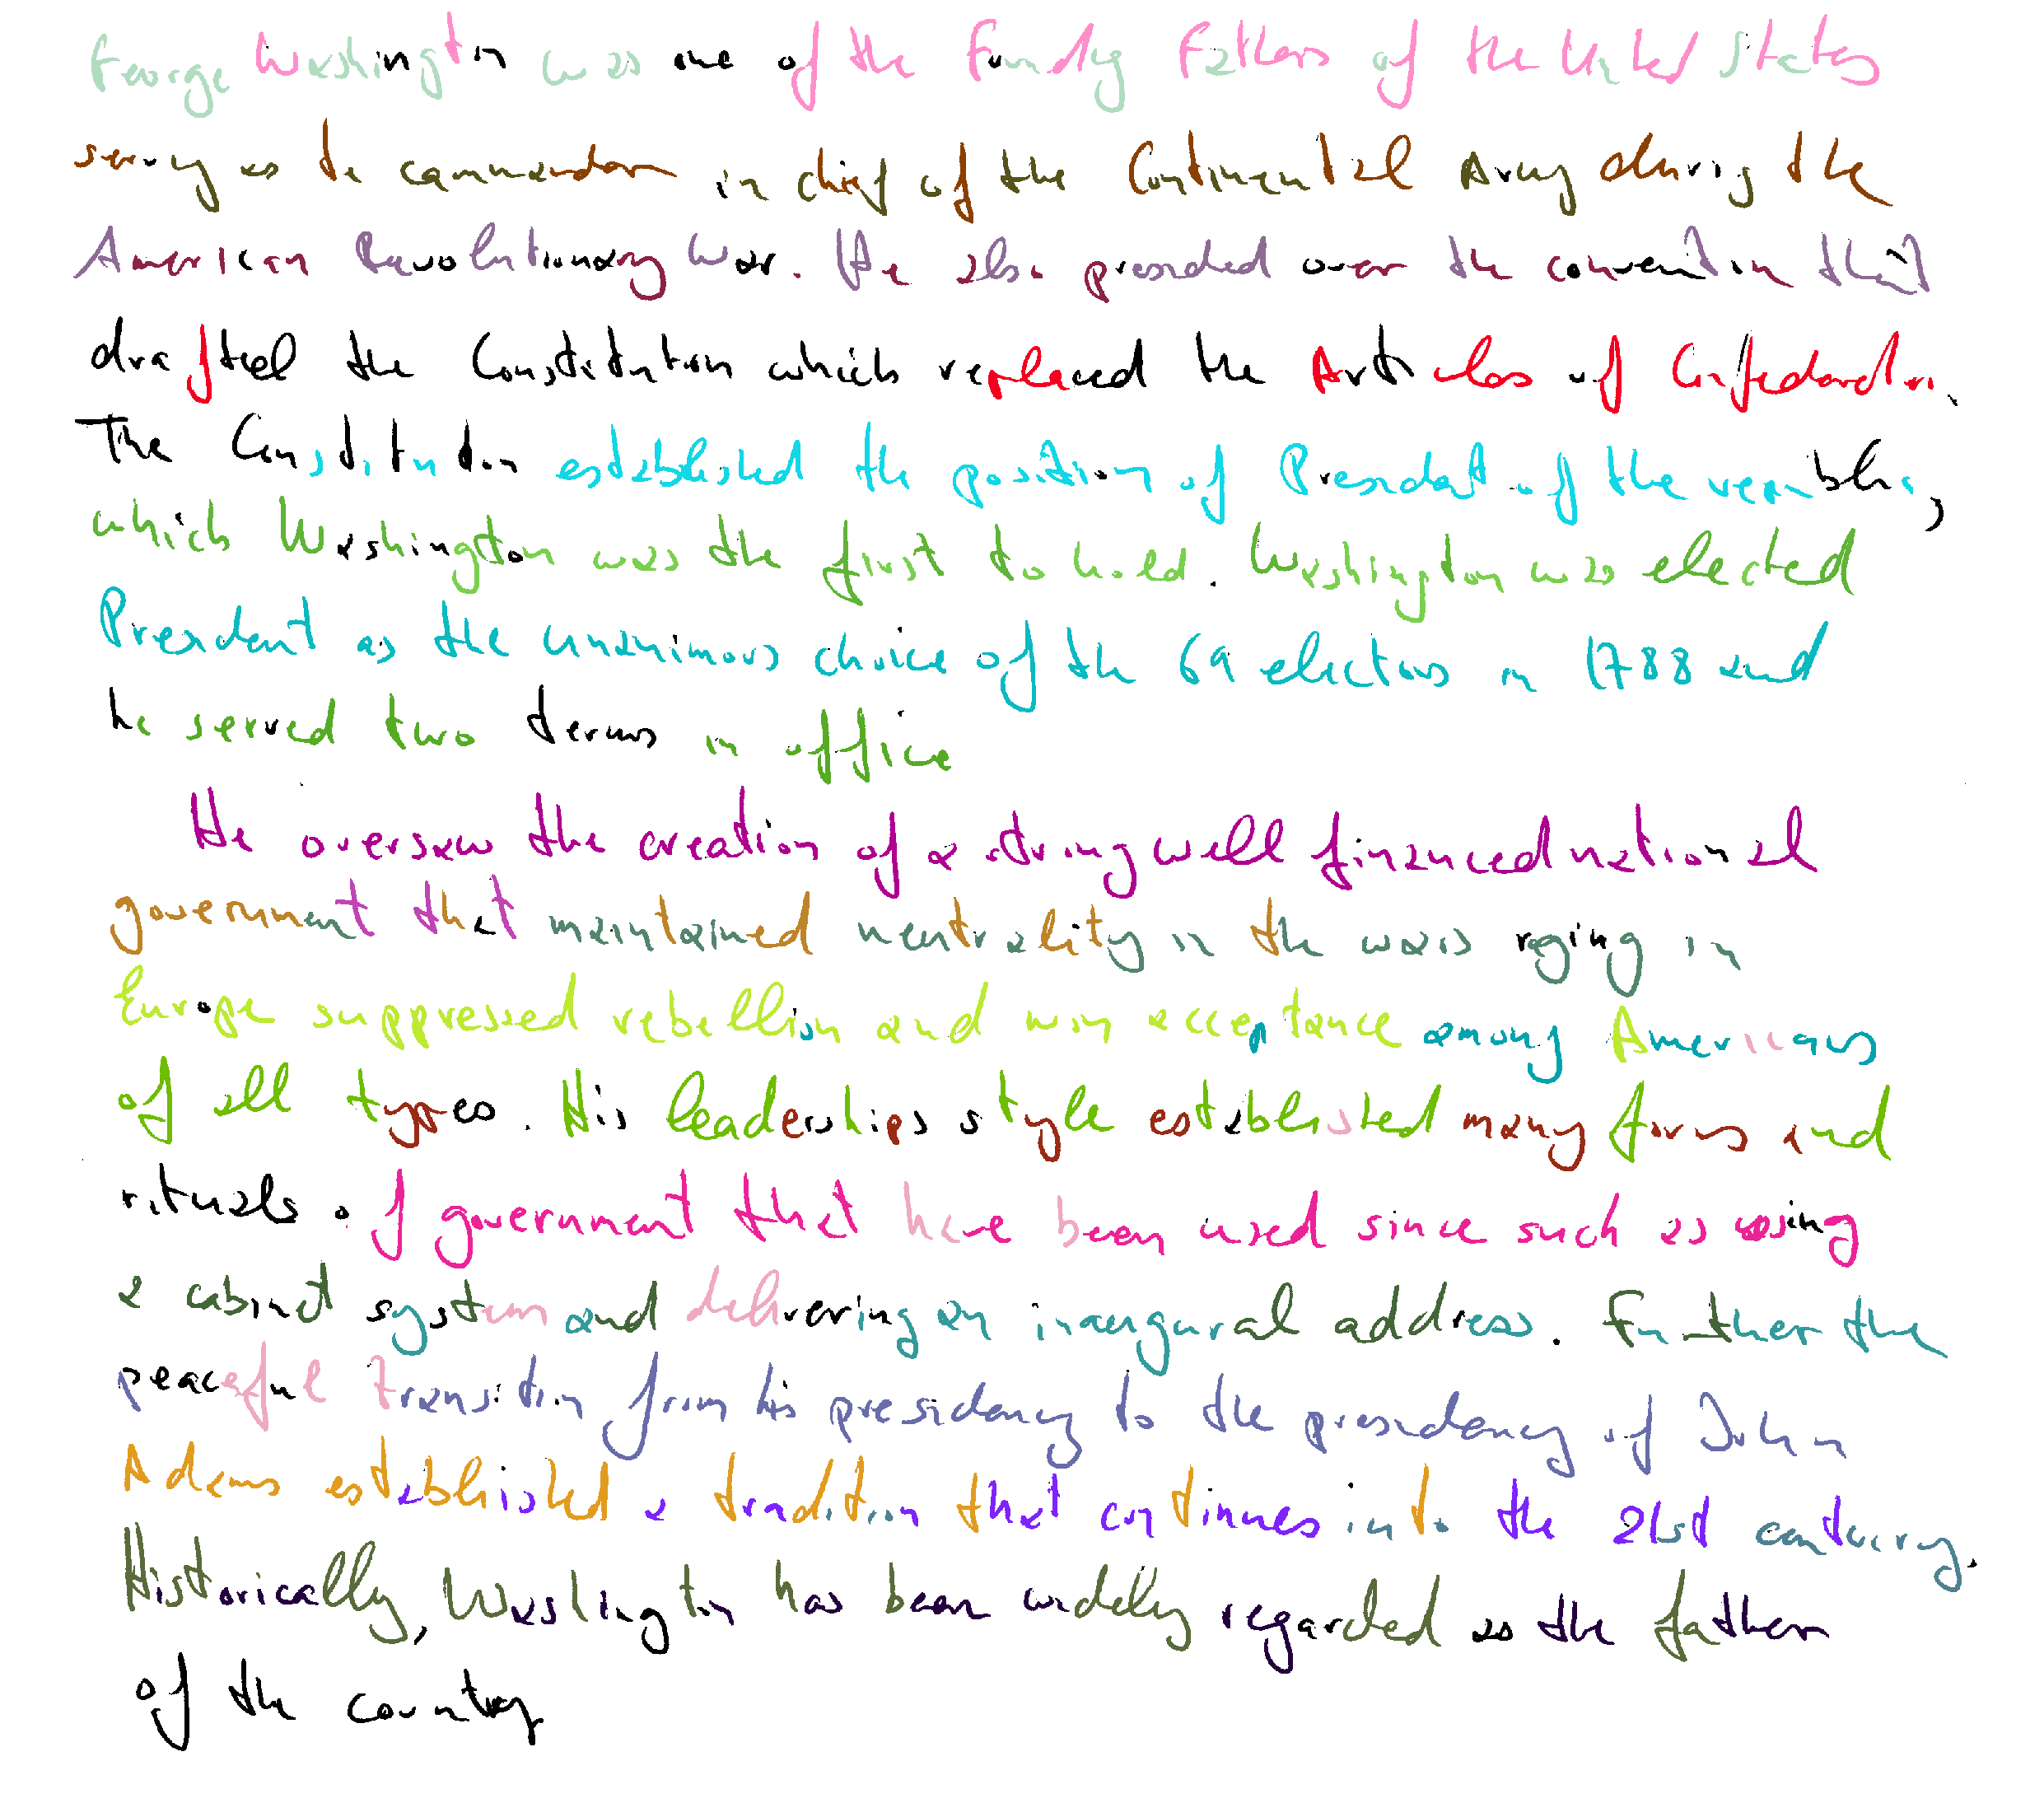 George Washington was one of the Founding Fathers of the United States
serving as the commander in chief of the Continental Army during the
American Revolutionary War. He also presided over the convention that
drafted the Constitution which replaced the Articles of Confederation.
The Constitution established the position of President of the republic,
which Washington was the first to hold. Washington was elected
President as the unanimous choice of the 69 electors in 1788 and
he served two terms in office
He oversaw the creation of a strong well financed national
government that maintained neutrality in the wars raging in
Europe suppressed rebellion and won acceptance among Americans
of all types. His leaderships style established many forms and
rituals of government that have been used since such as using
a cabinet system and delivering an inaugural address. Further the
peaceful transition from his presidency to the presidency of John
Adams established a tradition that continues into the 21st century.
Historically, Washington has been widely regarded as the father
of the country